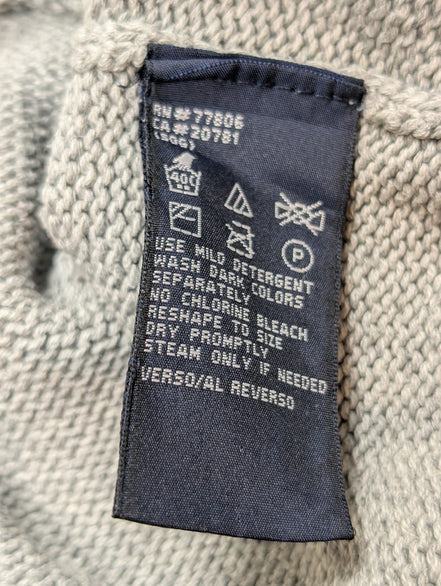 RN#77806
CA#20781
40C
P
USE MILD DETERGENT
WASH DARK COLORS
SEPARATELY
NO CHLORINE BLEACH
RESHAPE TO SIZE
DRY PROMPTLY
STEAM ONLY IF NEEDED
VERSO/AL REVERSO